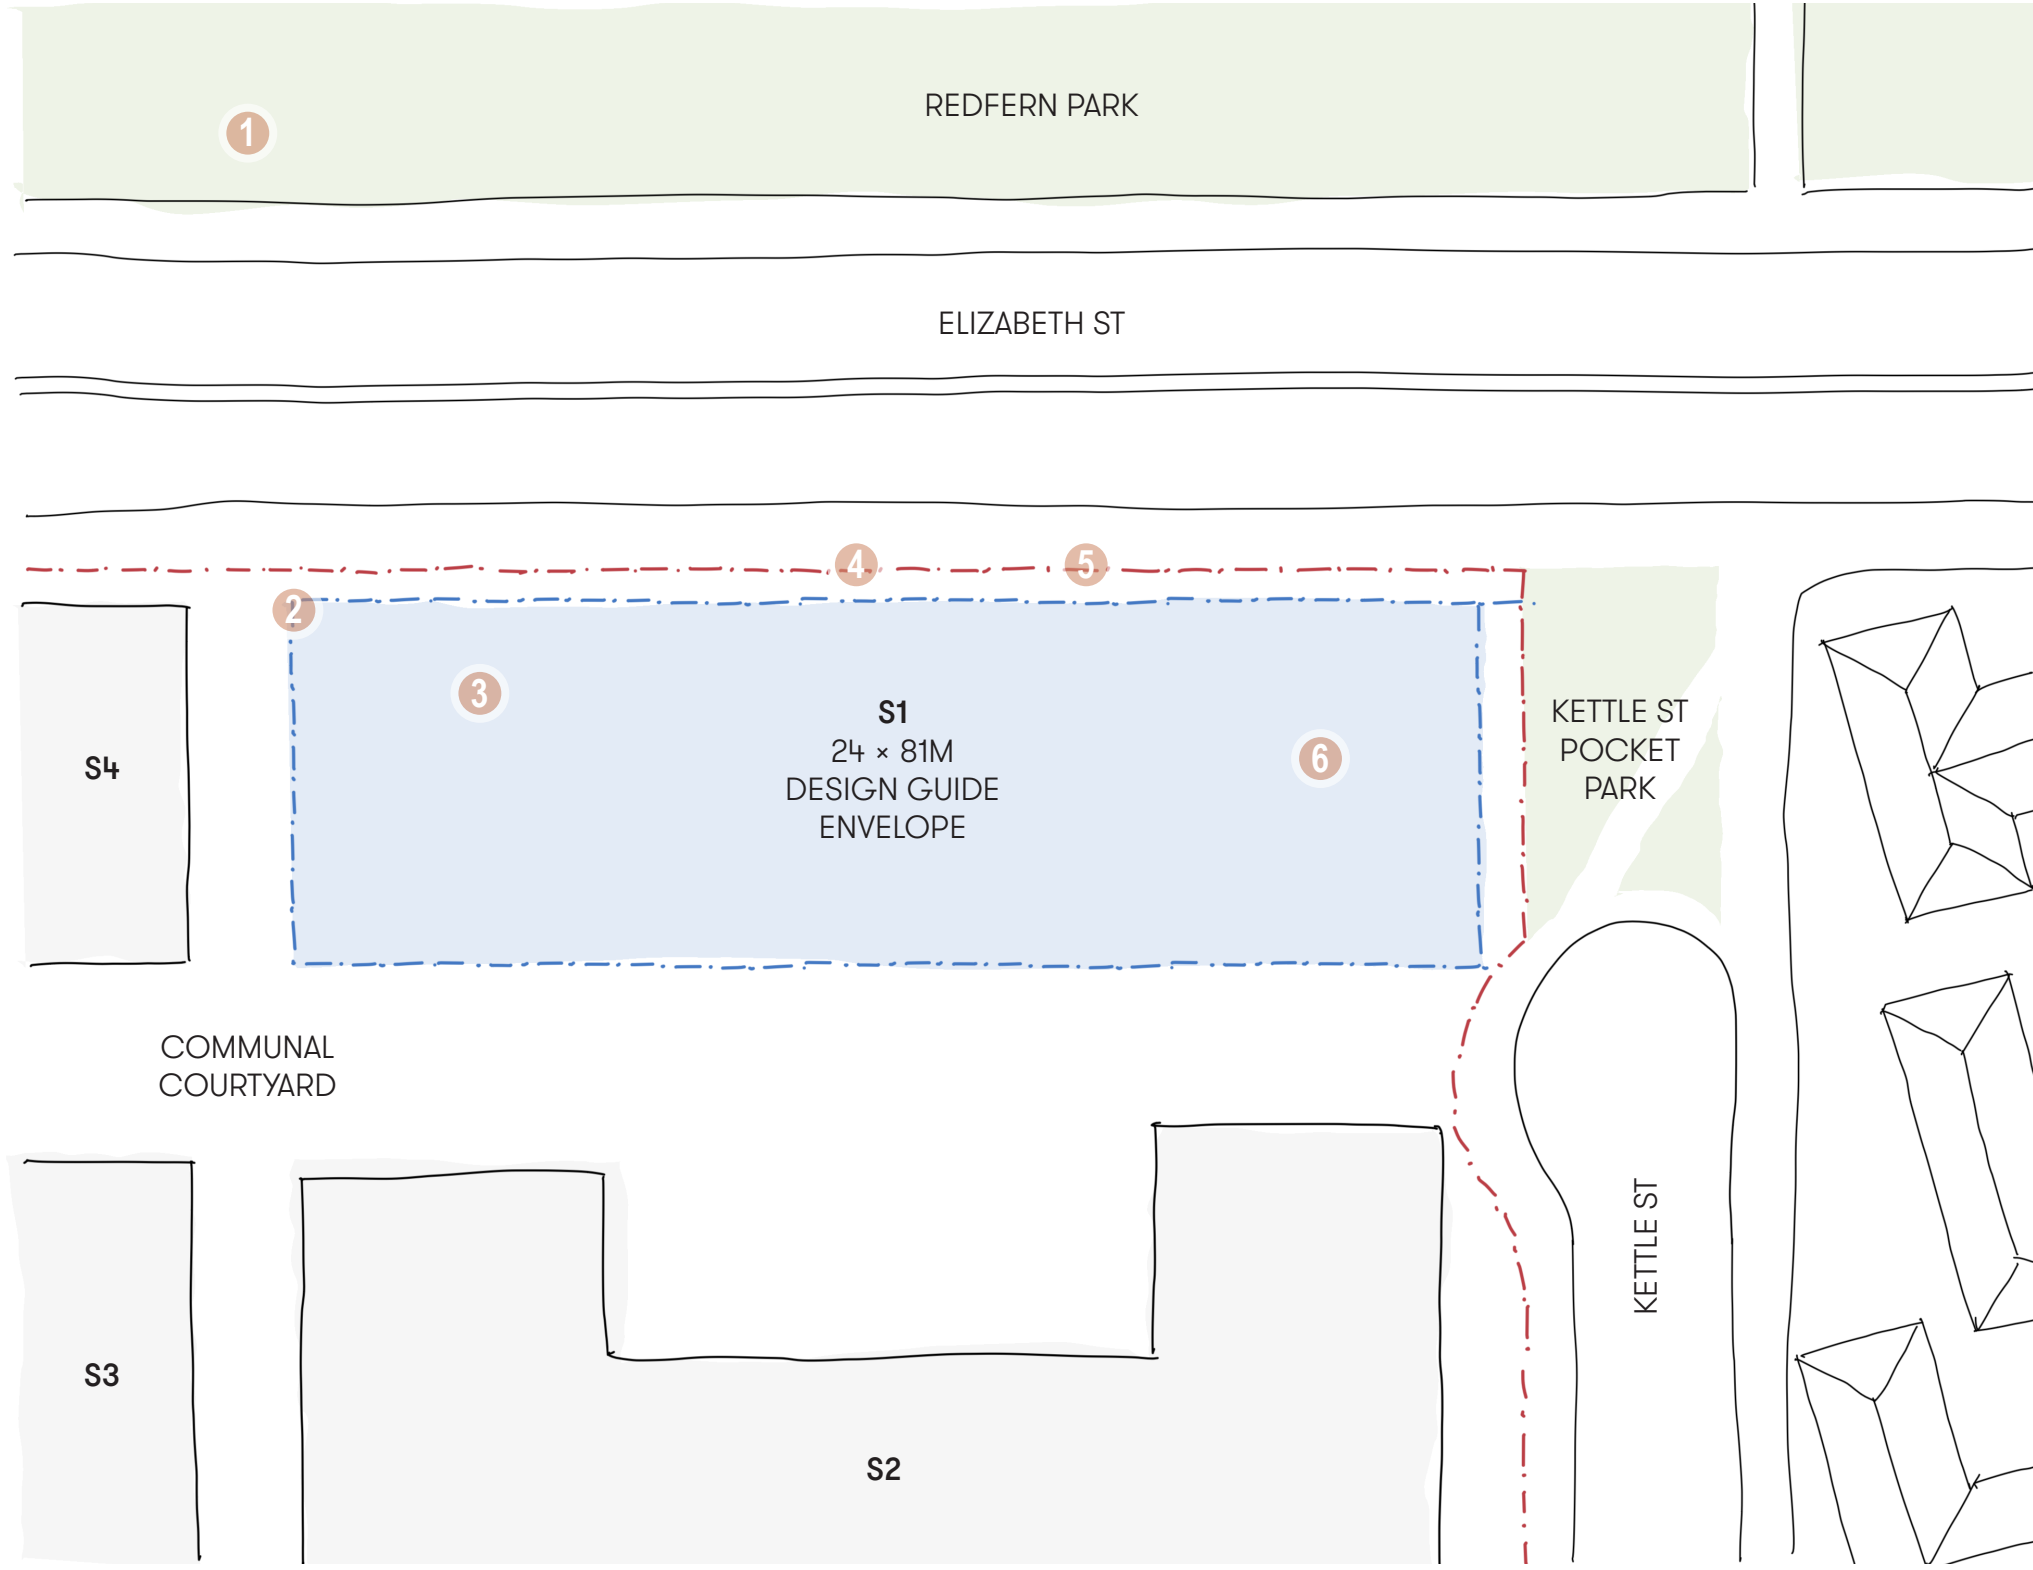 REDFERN PARK
1
ELIZABETH ST
4
5
2
3
S1
24 × 81M
DESIGN GUIDE
ENVELOPE
6
KETTLE ST
POCKET
PARK
S4
COMMUNAL
COURTYARD
KETTLE ST
S3
S2